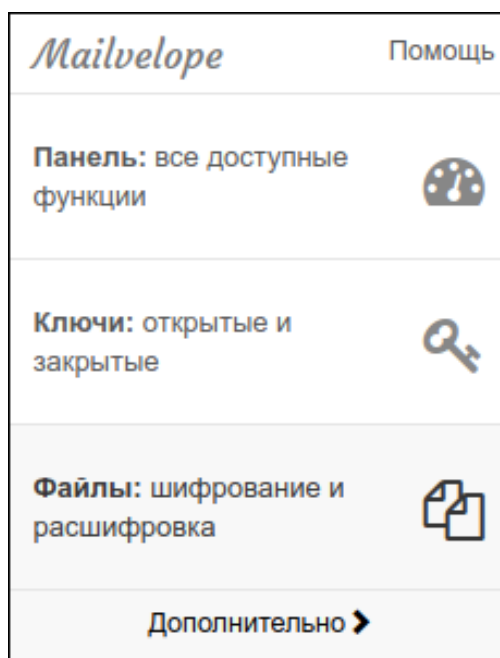 Mailvelope Помощь
Панель: все доступные
функции
Ключи: открытые и
закрытые
Файлы: шифрование и
расшифровка
Дополнительно